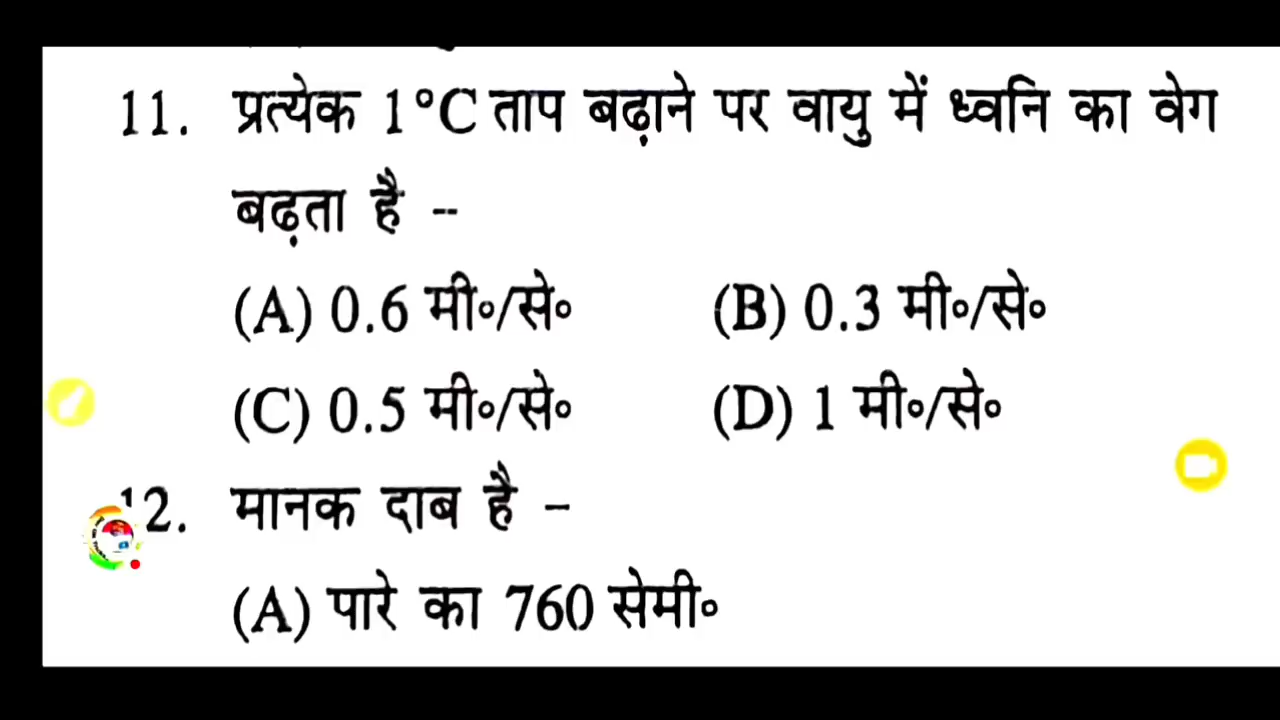 11. प्रत्येक 1°C ताप बढ़ाने पर वायु में ध्वनि का वेग
बढ़ता है --
(A) 0.6 मी०/से० (B) 0.3 मी०/से०
(C) 0.5 मी०/से० (D) 1 मी०/से०
12. मानक दाब है –
(A) पारे का 760 सेमी०